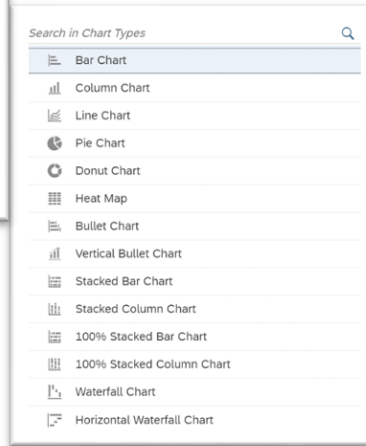 Search in Chart Types
Bar Chart
Column Chart
Line Chart
Pie Chart
Donut Chart
Heat Map
Bullet Chart
Vertical Bullet Chart
Stacked Bar Chart
Stacked Column Chart
100% Stacked Bar Chart
100% Stacked Column Chart
Waterfall Chart
Horizontal Waterfall Chart